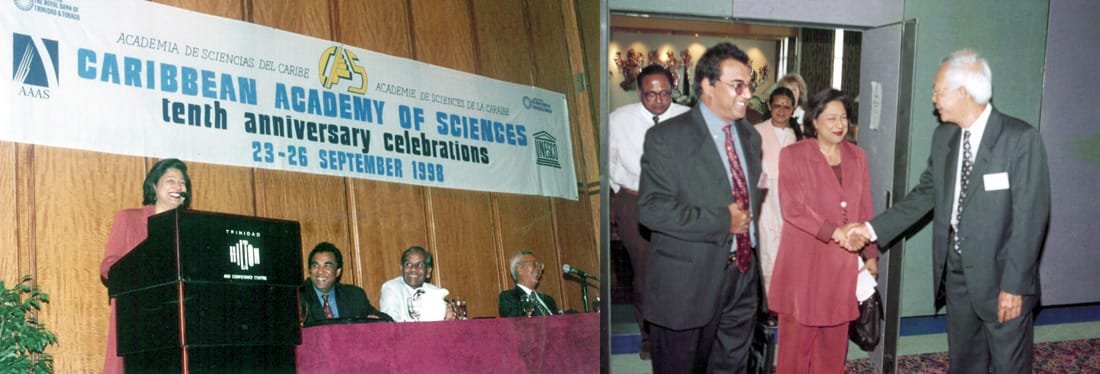 THE ROYAL BANK OF
TRINIDAD & TOBAGO
AAAS
ACADEMIA DE SCIENCIAS DEL CARIBE
CAS
ACADEMIE DE SCIENCES DE LA CARAIBE
CARIBBEAN ACADEMY OF SCIENCES
tenth anniversary celebrations
23-26 SEPTEMBER 1998
UNESCO
TRINIDAD
HILTON
AND CONFERENCE CENTRE